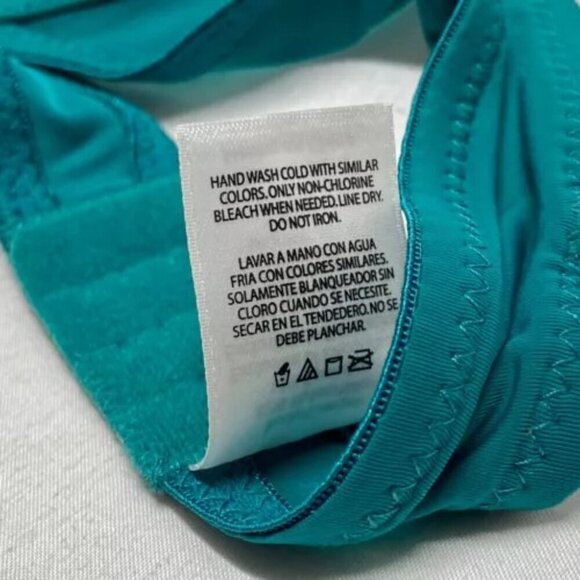 HAND WASH COLD WITH SIMILAR
COLORS. ONLY NON-CHLORINE
BLEACH WHEN NEEDED. LINE DRY.
DO NOT IRON.
LAVAR A MANO CON AGUA
FRIA CON COLORES SIMILARES.
SOLAMENTE BLANQUEADOR SIN
CLORO CUANDO SE NECESITE.
SECAR EN EL TENDEDERO. NO SE
DEBE PLANCHAR.